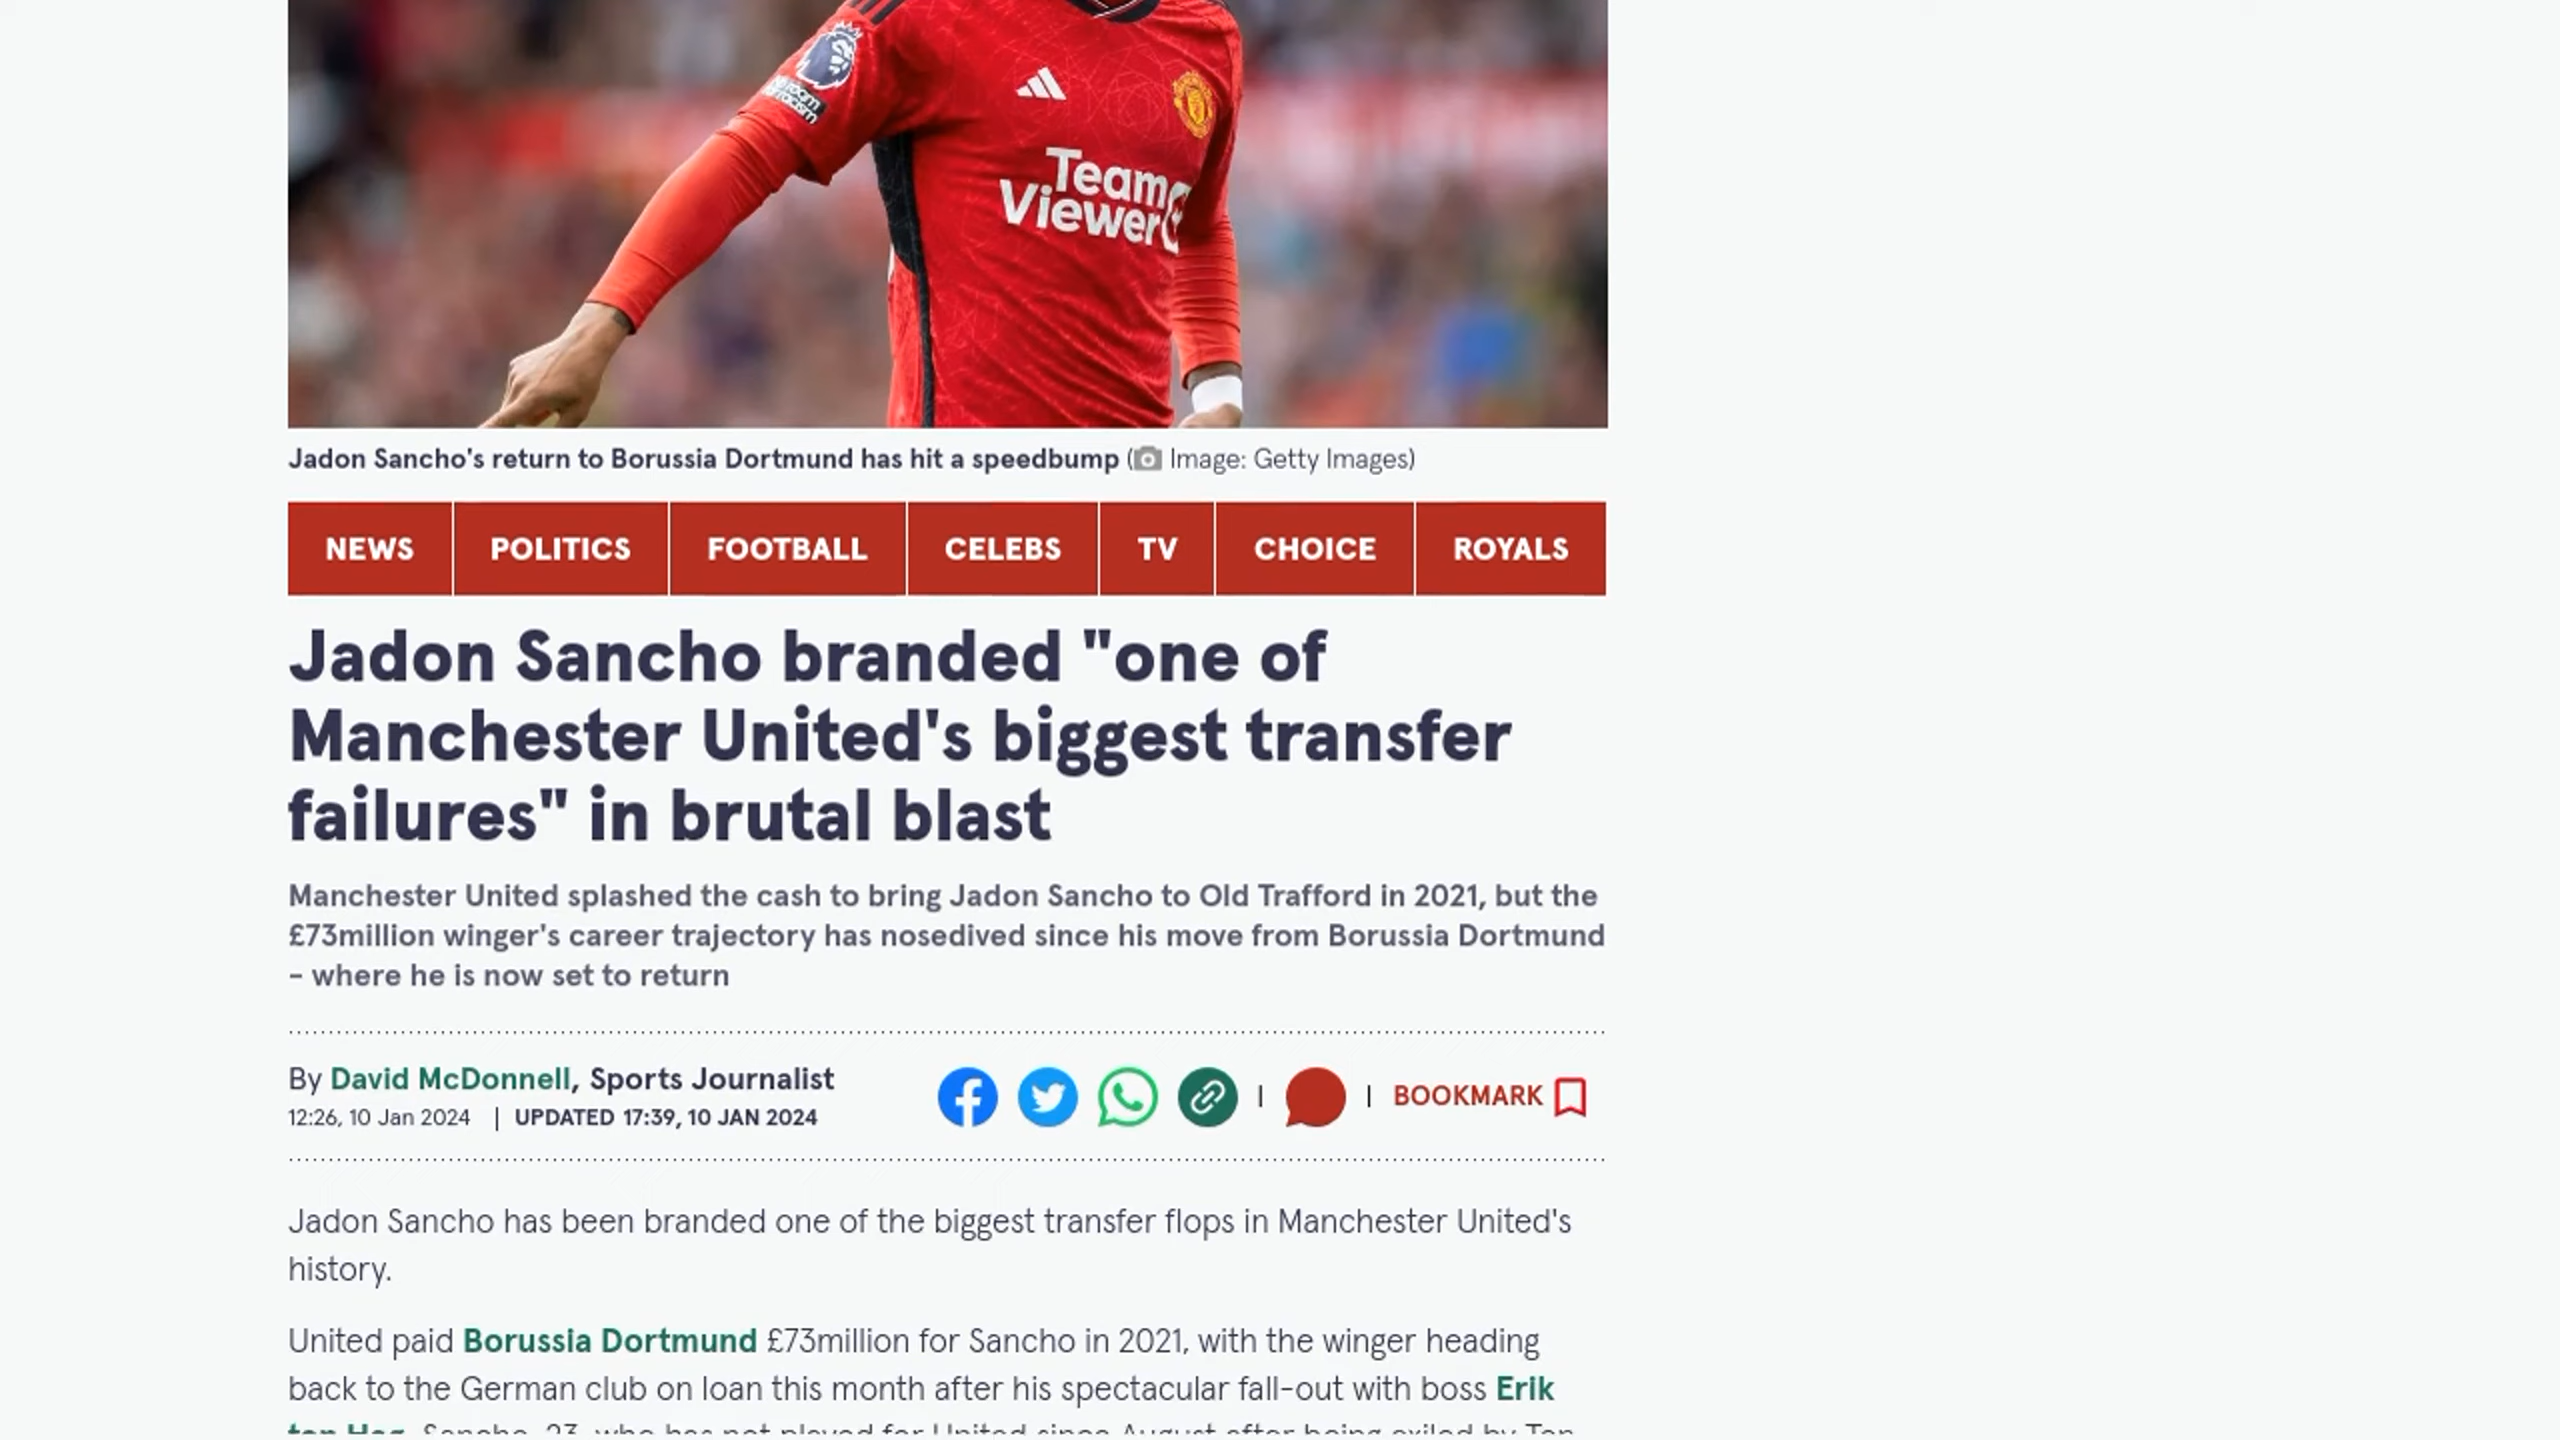 Team
Viewer
Jadon Sancho's return to Borussia Dortmund has hit a speedbump (Image: Getty Images)
NEWS POLITICS FOOTBALL CELEBS TV CHOICE ROYALS
Jadon Sancho branded "one of
Manchester United's biggest transfer
failures" in brutal blast
Manchester United splashed the cash to bring Jadon Sancho to Old Trafford in 2021, but the
£73million winger's career trajectory has nosedived since his move from Borussia Dortmund
– where he is now set to return
By David McDonnell, Sports Journalist
12:26, 10 Jan 2024 | UPDATED 17:39, 10 JAN 2024
| | BOOKMARK
Jadon Sancho has been branded one of the biggest transfer flops in Manchester United's
history.
United paid Borussia Dortmund £73million for Sancho in 2021, with the winger heading
back to the German club on loan this month after his spectacular fall-out with boss Erik
ten Hag. Sancho, 23, who has not played for United since August after being exiled by Ten